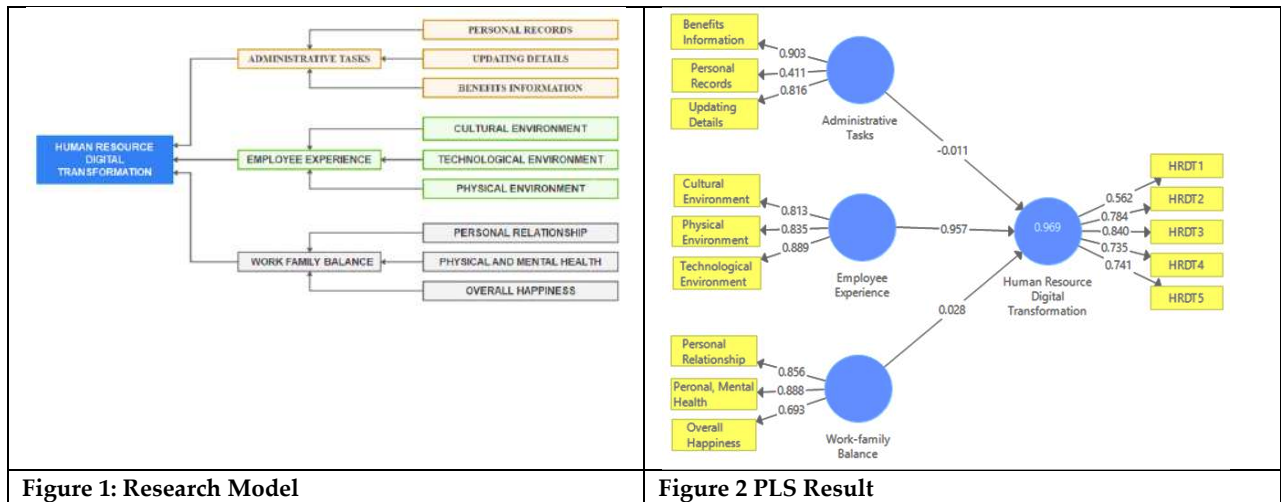 PERSONAL RECORDS
ADMINISTRATIVE TASKS
UPDATING DETAILS
BENEFITS INFORMATION
CULTURAL ENVIRONMENT
HUMAN RESOURCE
DIGITAL
TRANSFORMATION
EMPLOYEE EXPERIENCE
TECHNOLOGICAL ENVIRONMENT
PHYSICAL ENVIRONMENT
PERSONAL RELATIONSHIP
WORK FAMILY BALANCE
PHYSICAL AND MENTAL HEALTH
OVERALL HAPPINESS
Figure 1: Research Model
Benefits
Information
0.903
Personal
Records
0.411
Updating
Details
0.816
Administrative
Tasks
-0.011
Cultural
Environment
0.813
Physical
Environment
0.835
Technological
Environment
0.889
Employee
Experience
0.957
Personal
Relationship
0.856
Peronal, Mental
Health
0.888
Overall
Happiness
0.693
Work-family
Balance
0.028
0.969
Human Resource
Digital
Transformation
0.562
HRDT1
0.784
HRDT2
0.840
HRDT3
0.735
HRDT4
0.741
HRDT5
Figure 2 PLS Result